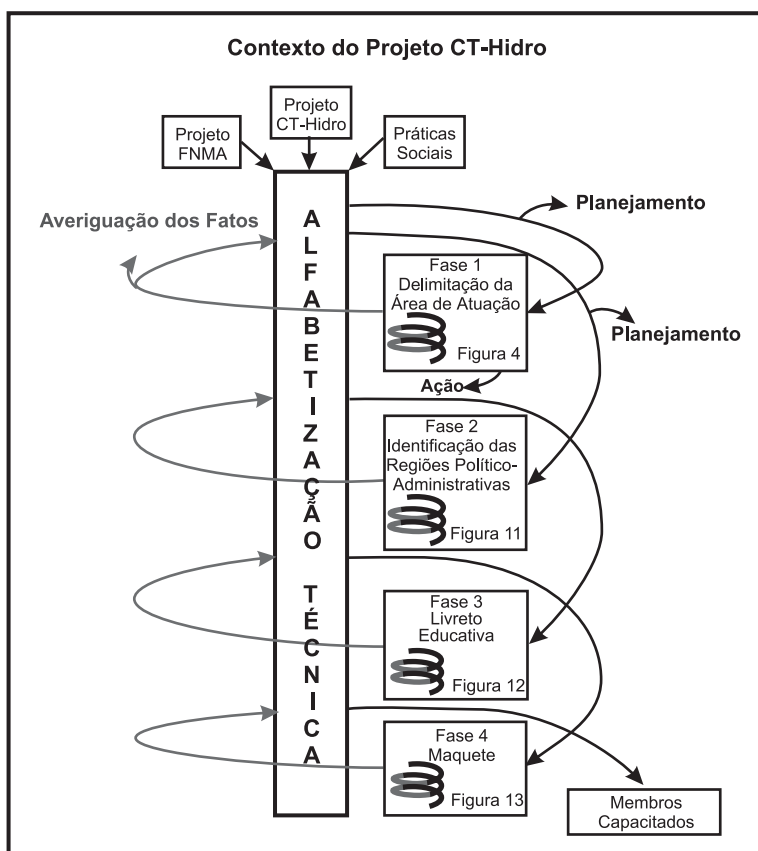 Contexto do Projeto CT-Hidro
Projeto
CT-Hidro
Projeto
FNMA
Práticas
Sociais
ALFABETIZAÇÃO TÉCNICA
Averiguação dos Fatos
Planejamento
Fase 1
Delimitação da
Área de Atuação
Figura 4
Planejamento
Ação
Fase 2
Identificação das
Regiões Político-
Administrativas
Figura 11
Fase 3
Livreto
Educativa
Figura 12
Fase 4
Maquete
Figura 13
Membros
Capacitados